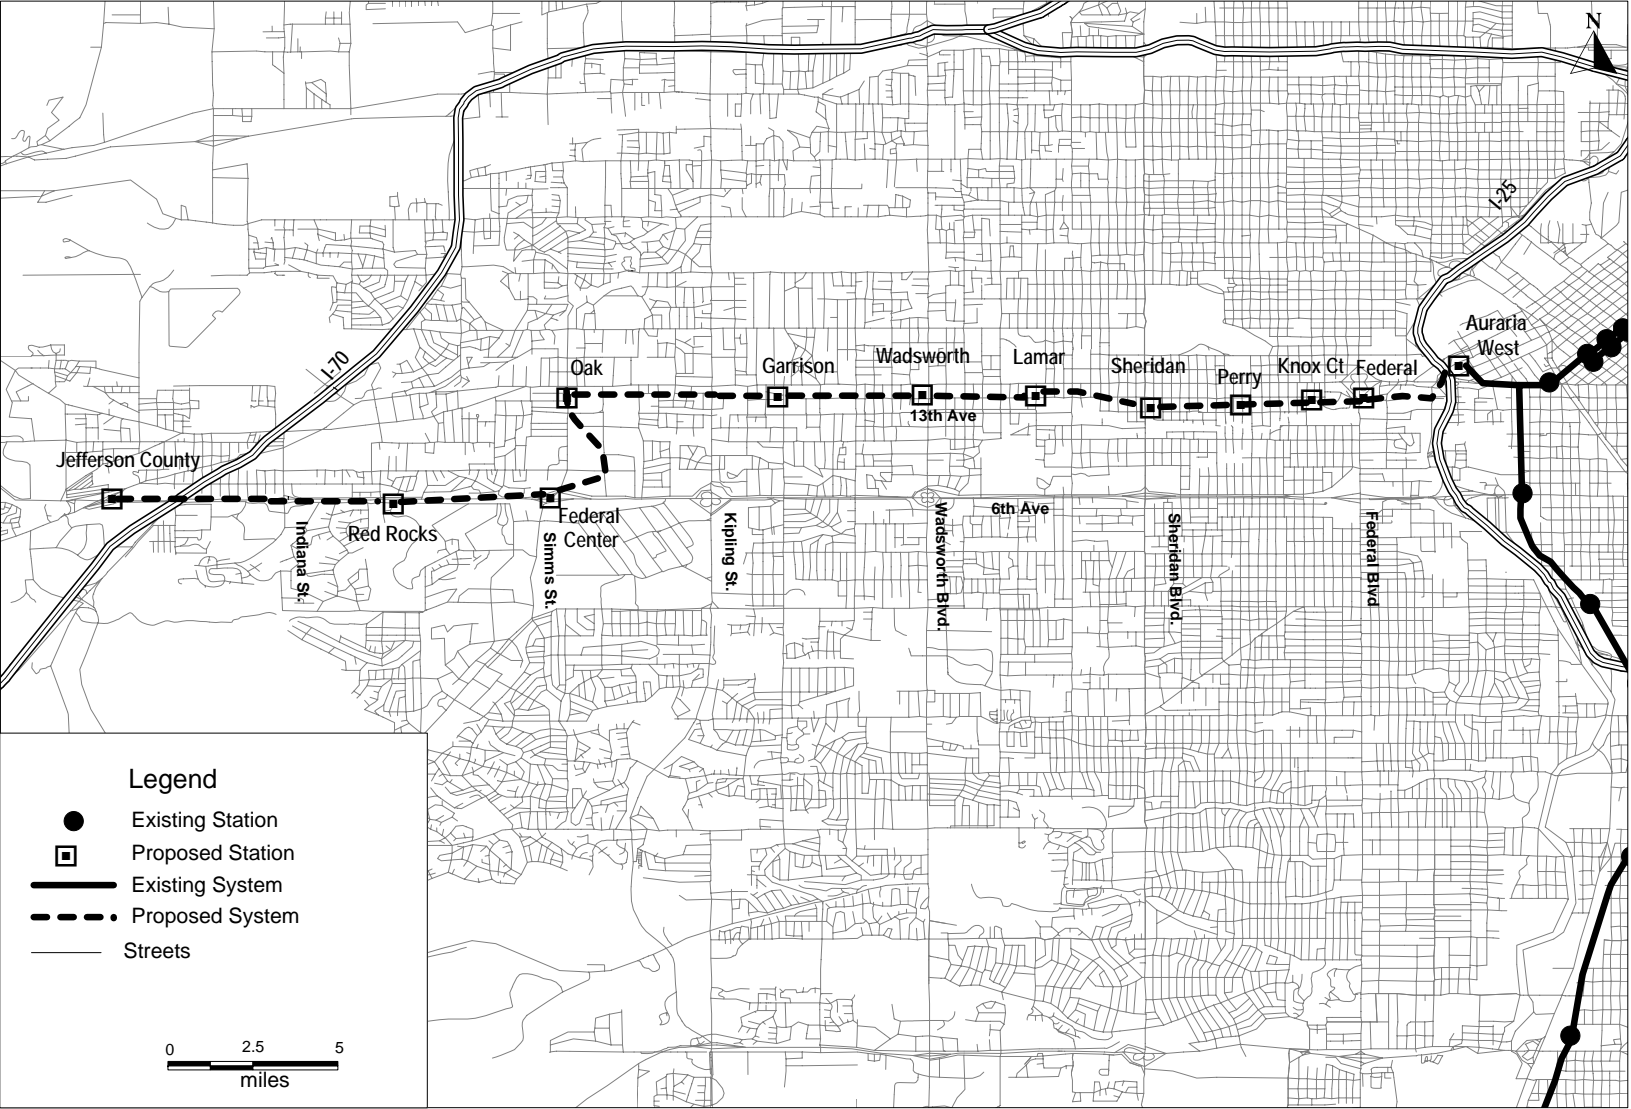 N
I-25
I-70
Auraria
West
Oak
Garrison
Wadsworth
Lamar
Sheridan
Perry
Knox Ct
Federal
13th Ave
Jefferson County
Red Rocks
Federal
Center
6th Ave
Indiana St.
Simms St.
Kipling St.
Wadsworth Blvd.
Sheridan Blvd.
Federal Blvd
Legend
Existing Station
Proposed Station
Existing System
Proposed System
Streets
0 2.5 5
miles